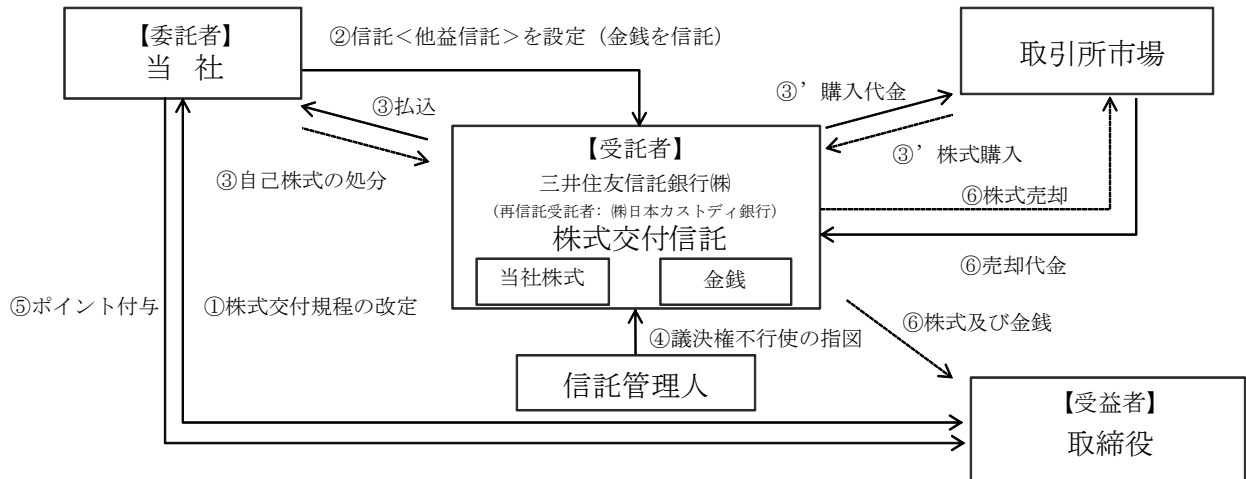 【委託者】
当 社
②信託＜他益信託＞を設定（金銭を信託）
取引所市場
③払込
③’購入代金
③自己株式の処分
【受託者】
三井住友信託銀行㈱
(再信託受託者：㈱日本カストディ銀行)
株式交付信託
当社株式
金銭
③’株式購入
⑥株式売却
⑥売却代金
⑤ポイント付与
①株式交付規程の改定
⑥株式及び金銭
④議決権不行使の指図
信託管理人
【受益者】
取締役